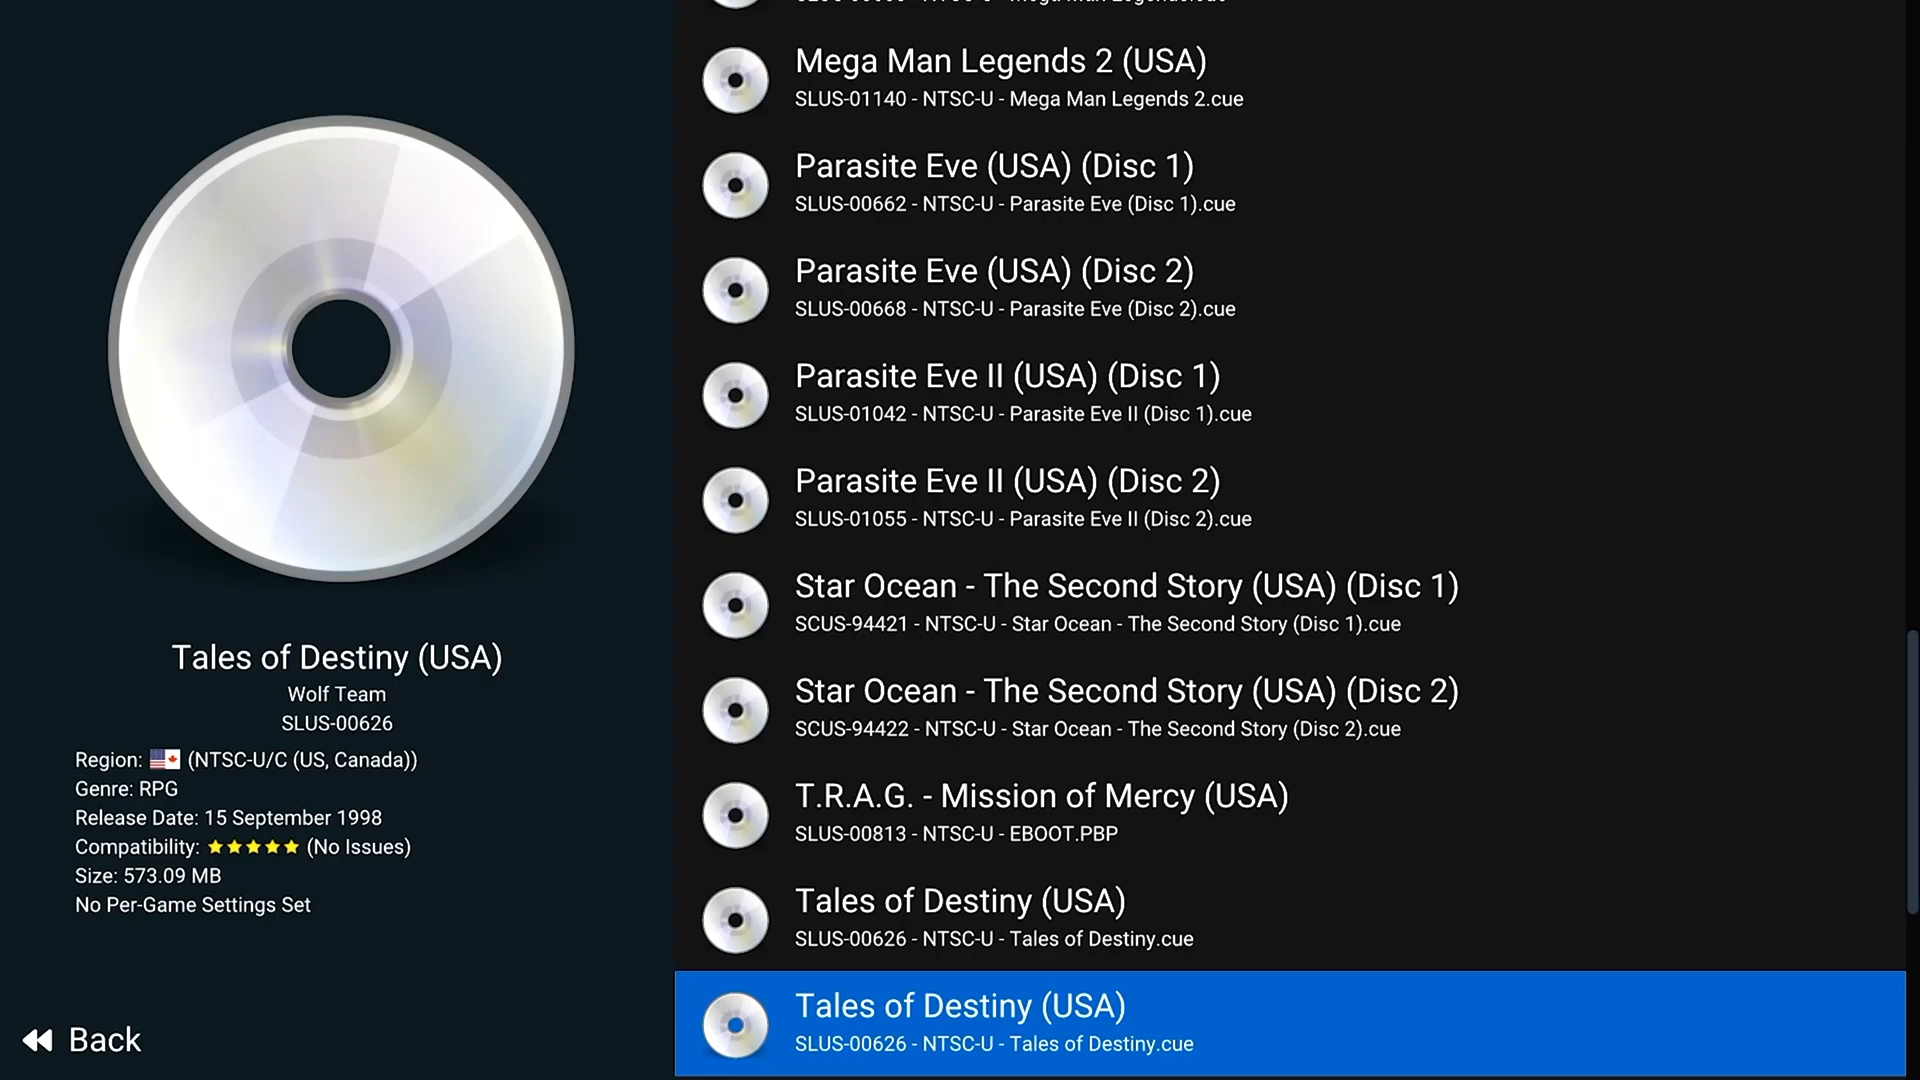 Mega Man Legends 2 (USA)
SLUS-01140 - NTSC-U - Mega Man Legends 2.cue
Parasite Eve (USA) (Disc 1)
SLUS-00662 - NTSC-U - Parasite Eve (Disc 1).cue
Parasite Eve (USA) (Disc 2)
SLUS-00668 - NTSC-U - Parasite Eve (Disc 2).cue
Parasite Eve II (USA) (Disc 1)
SLUS-01042 - NTSC-U - Parasite Eve II (Disc 1).cue
Parasite Eve II (USA) (Disc 2)
SLUS-01055 - NTSC-U - Parasite Eve II (Disc 2).cue
Star Ocean - The Second Story (USA) (Disc 1)
SCUS-94421 - NTSC-U - Star Ocean - The Second Story (Disc 1).cue
Star Ocean - The Second Story (USA) (Disc 2)
SCUS-94422 - NTSC-U - Star Ocean - The Second Story (Disc 2).cue
T.R.A.G. - Mission of Mercy (USA)
SLUS-00813 - NTSC-U - EBOOT.PBP
Tales of Destiny (USA)
SLUS-00626 - NTSC-U - Tales of Destiny.cue
Tales of Destiny (USA)
SLUS-00626 - NTSC-U - Tales of Destiny.cue
Tales of Destiny (USA)
Wolf Team
SLUS-00626
Region: (NTSC-U/C (US, Canada))
Genre: RPG
Release Date: 15 September 1998
Compatibility: ★★★★★ (No Issues)
Size: 573.09 MB
No Per-Game Settings Set
Back